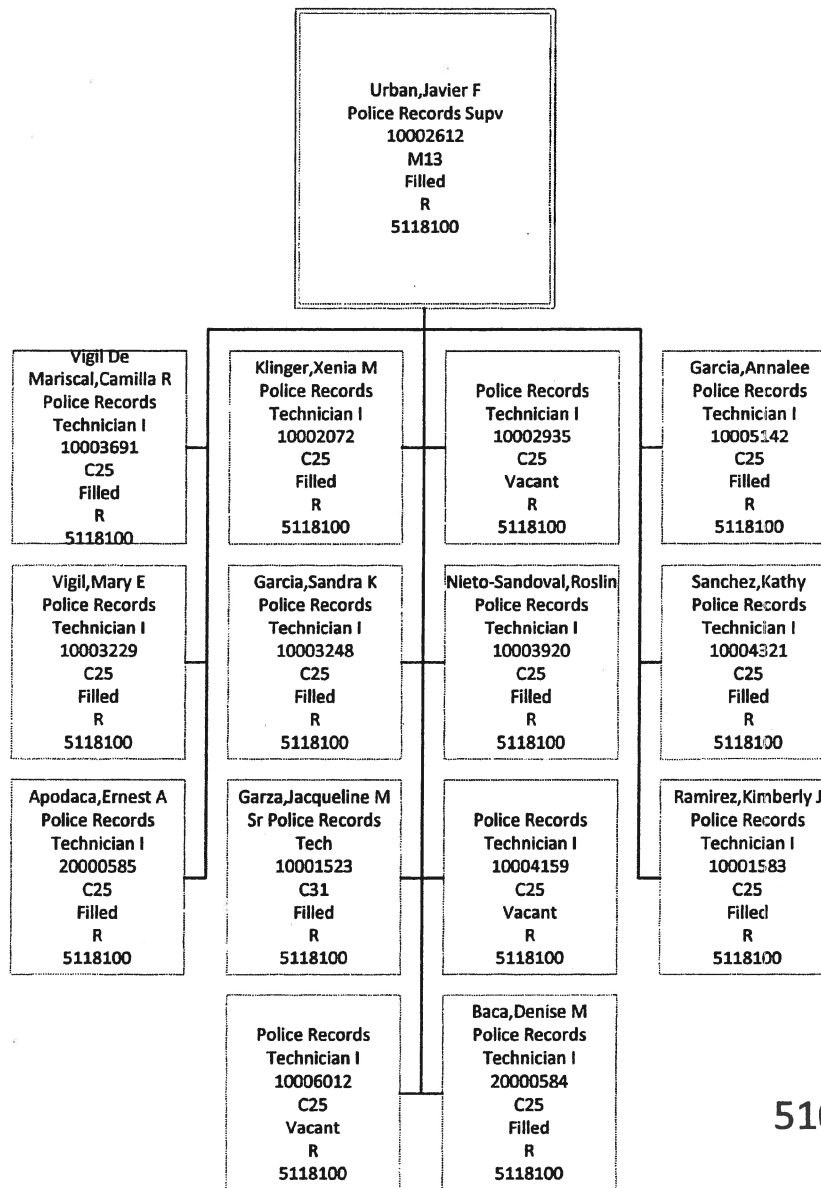 Urban,Javier F
Police Records Supv
10002612
M13
Filled
R
5118100
Vigil De
Mariscal,Camilla R
Police Records
Technician I
10003691
C25
Filled
R
5118100
Klinger,Xenia M
Police Records
Technician I
10002072
C25
Filled
R
5118100
Police Records
Technician I
10002935
C25
Vacant
R
5118100
Garcia,Annalee
Police Records
Technician I
10005142
C25
Filled
R
5118100
Vigil,Mary E
Police Records
Technician I
10003229
C25
Filled
R
5118100
Garcia,Sandra K
Police Records
Technician I
10003248
C25
Filled
R
5118100
Nieto-Sandoval,Roslin
Police Records
Technician I
10003920
C25
Filled
R
5118100
Sanchez,Kathy
Police Records
Technician I
10004321
C25
Filled
R
5118100
Apodaca,Ernest A
Police Records
Technician I
20000585
C25
Filled
R
5118100
Garza,Jacqueline M
Sr Police Records
Tech
10001523
C31
Filled
R
5118100
Police Records
Technician I
10004159
C25
Vacant
R
5118100
Ramirez,Kimberly J
Police Records
Technician I
10001583
C25
Filled
R
5118100
Police Records
Technician I
10006012
C25
Vacant
R
5118100
Baca,Denise M
Police Records
Technician I
20000584
C25
Filled
R
5118100